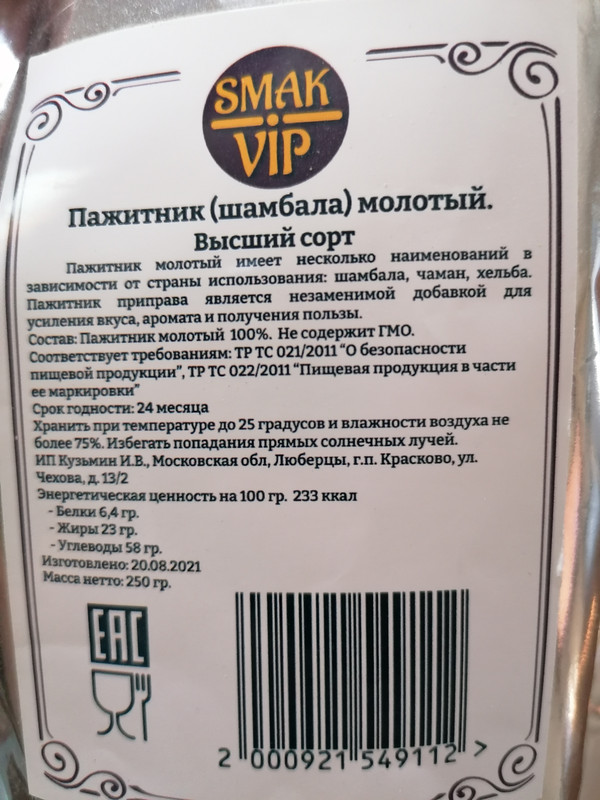 SMAK
VIP
Пажитник (шамбала) молотый.
Высший сорт
Пажитник молотый имеет несколько наименований в
зависимости от страны использования: шамбала, чаман, хельба.
Пажитник приправа является незаменимой добавкой для
усиления вкуса, аромата и получения пользы.
Состав: Пажитник молотый 100%. Не содержит ГМО.
Соответствует требованиям: ТР ТС 021/2011 “О безопасности
пищевой продукции”, ТР ТС 022/2011 “Пищевая продукция в части
ее маркировки”
Срок годности: 24 месяца
Хранить при температуре до 25 градусов и влажности воздуха не
более 75%. Избегать попадания прямых солнечных лучей.
ИП Кузьмин И.В., Московская обл, Люберцы, г.п. Красково, ул.
Чехова, д. 13/2
Энергетическая ценность на 100 гр. 233 ккал
- Белки 6,4 гр.
- Жиры 23 гр.
- Углеводы 58 гр.
Изготовлено: 20.08.2021
Масса нетто: 250 гр.
EAC
2 000921 549112 >